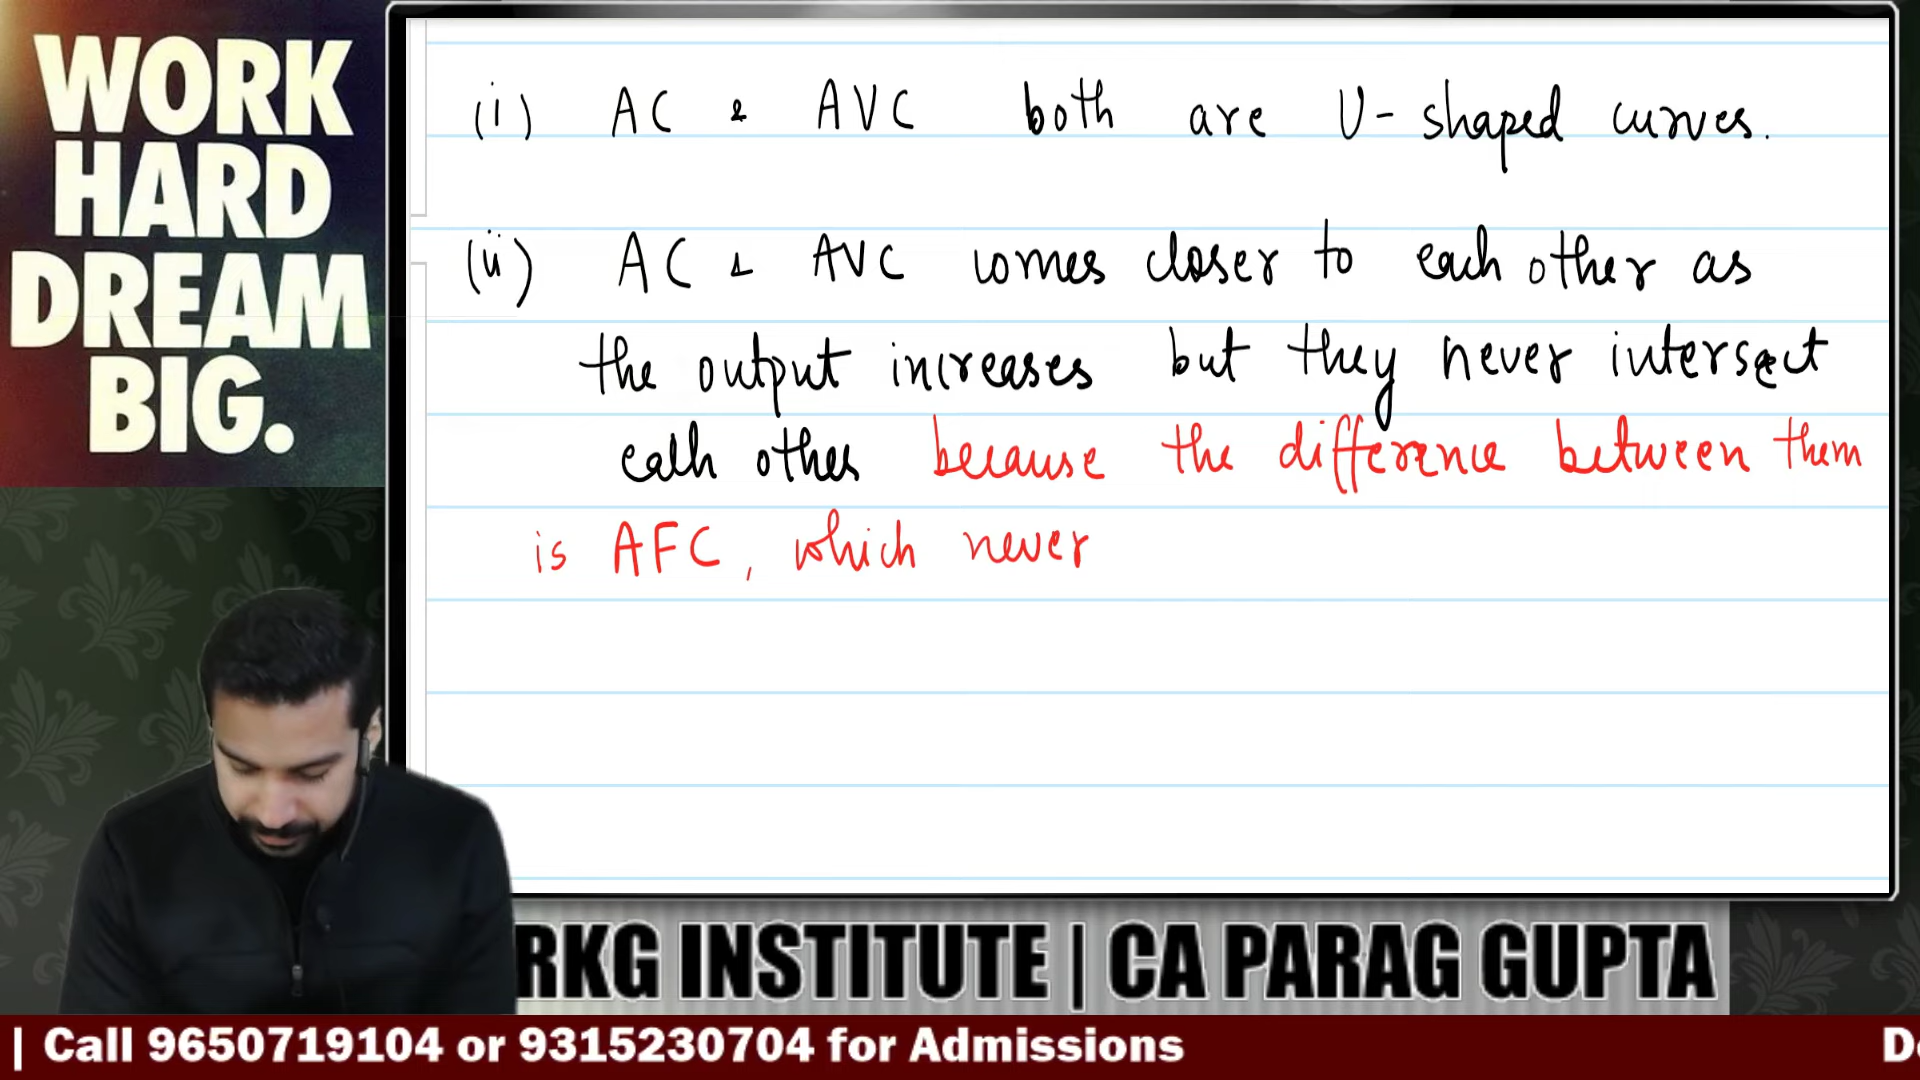 WORK
HARD
DREAM
BIG.
(i) AC & AVC both are U-shaped curves.
(ii) AC & AVC comes closer to each other as
the output increases but they never intersect
each other because the difference between them
is AFC, which never
RKG INSTITUTE | CA PARAG GUPTA
| Call 9650719104 or 9315230704 for Admissions